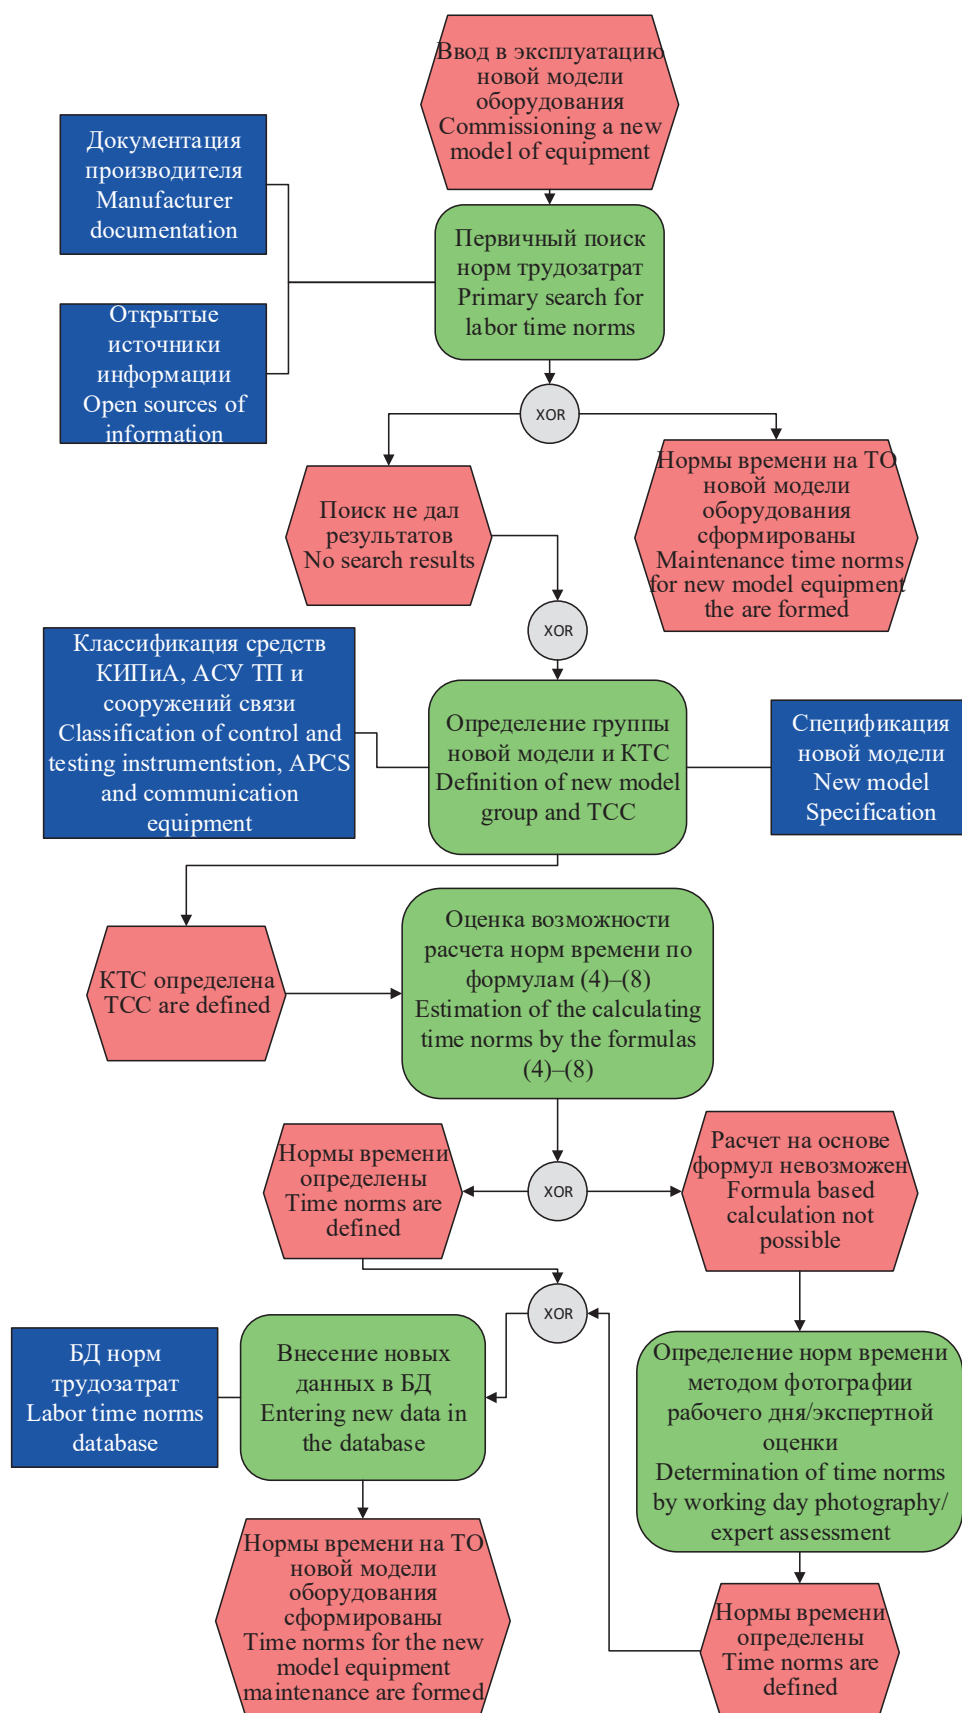 Ввод в эксплуатацию
новой модели
оборудования
Commissioning a new
model of equipment
Документация
производителя
Manufacturer
documentation
Первичный поиск
норм трудозатрат
Primary search for
labor time norms
Открытые
источники
информации
Open sources of
information
XOR
Поиск не дал
результатов
No search results
Нормы времени на ТО
новой модели
оборудования
сформированы
Maintenance time norms
for new model equipment
the are formed
XOR
Классификация средств
КИПиА, АСУ ТП и
сооружений связи
Classification of control and
testing instrumentstion, APCS
and communication
equipment
Определение группы
новой модели и КТС
Definition of new model
group and TCC
Спецификация
новой модели
New model
Specification
КТС определена
TCC are defined
Оценка возможности
расчета норм времени по
формулам (4)–(8)
Estimation of the calculating
time norms by the formulas
(4)–(8)
Нормы времени
определены
Time norms are
defined
XOR
Расчет на основе
формул невозможен
Formula based
calculation not
possible
XOR
БД норм
трудозатрат
Labor time norms
database
Внесение новых
данных в БД
Entering new data in
the database
Определение норм времени
методом фотографии
рабочего дня/экспертной
оценки
Determination of time norms
by working day photography/
expert assessment
Нормы времени на ТО
новой модели
оборудования
сформированы
Time norms for the new
model equipment
maintenance are formed
Нормы времени
определены
Time norms are
defined